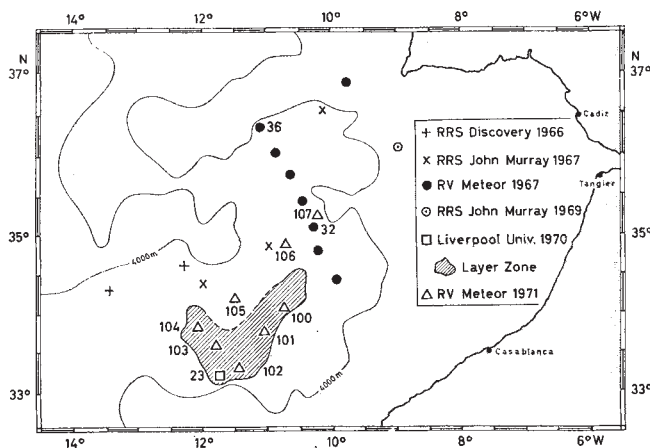 14° 12° 10° 8° 6°W
37° N
35°
33°
37°
N
35°
33°
14° 12° 10° 8° 6°W
36
107
32
106
105
104
103
100
101
102
23
4000m
4000m
Cadiz
Tangier
Casablanca
+ RRS Discovery 1966
x RRS John Murray 1967
● RV Meteor 1967
⊙ RRS John Murray 1969
□ Liverpool Univ. 1970
Layer Zone
△ RV Meteor 1971